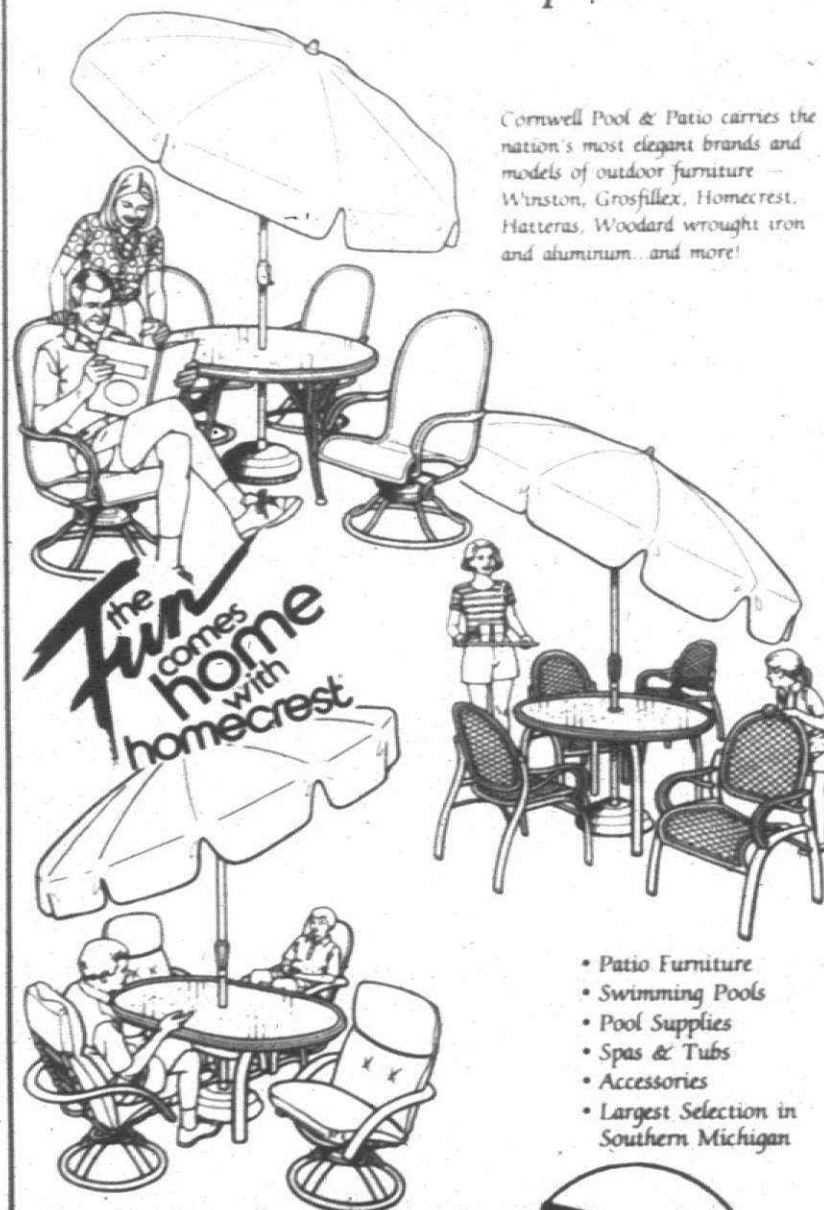 Cornwell Pool & Patio carries the
nation's most elegant brands and
models of outdoor furniture —
Winston, Grosfillex, Homecrest,
Hatteras, Woodard wrought iron
and aluminum...and more!
the
Fun
comes
home
with
homecrest
• Patio Furniture
• Swimming Pools
• Pool Supplies
• Spas & Tubs
• Accessories
• Largest Selection in
Southern Michigan